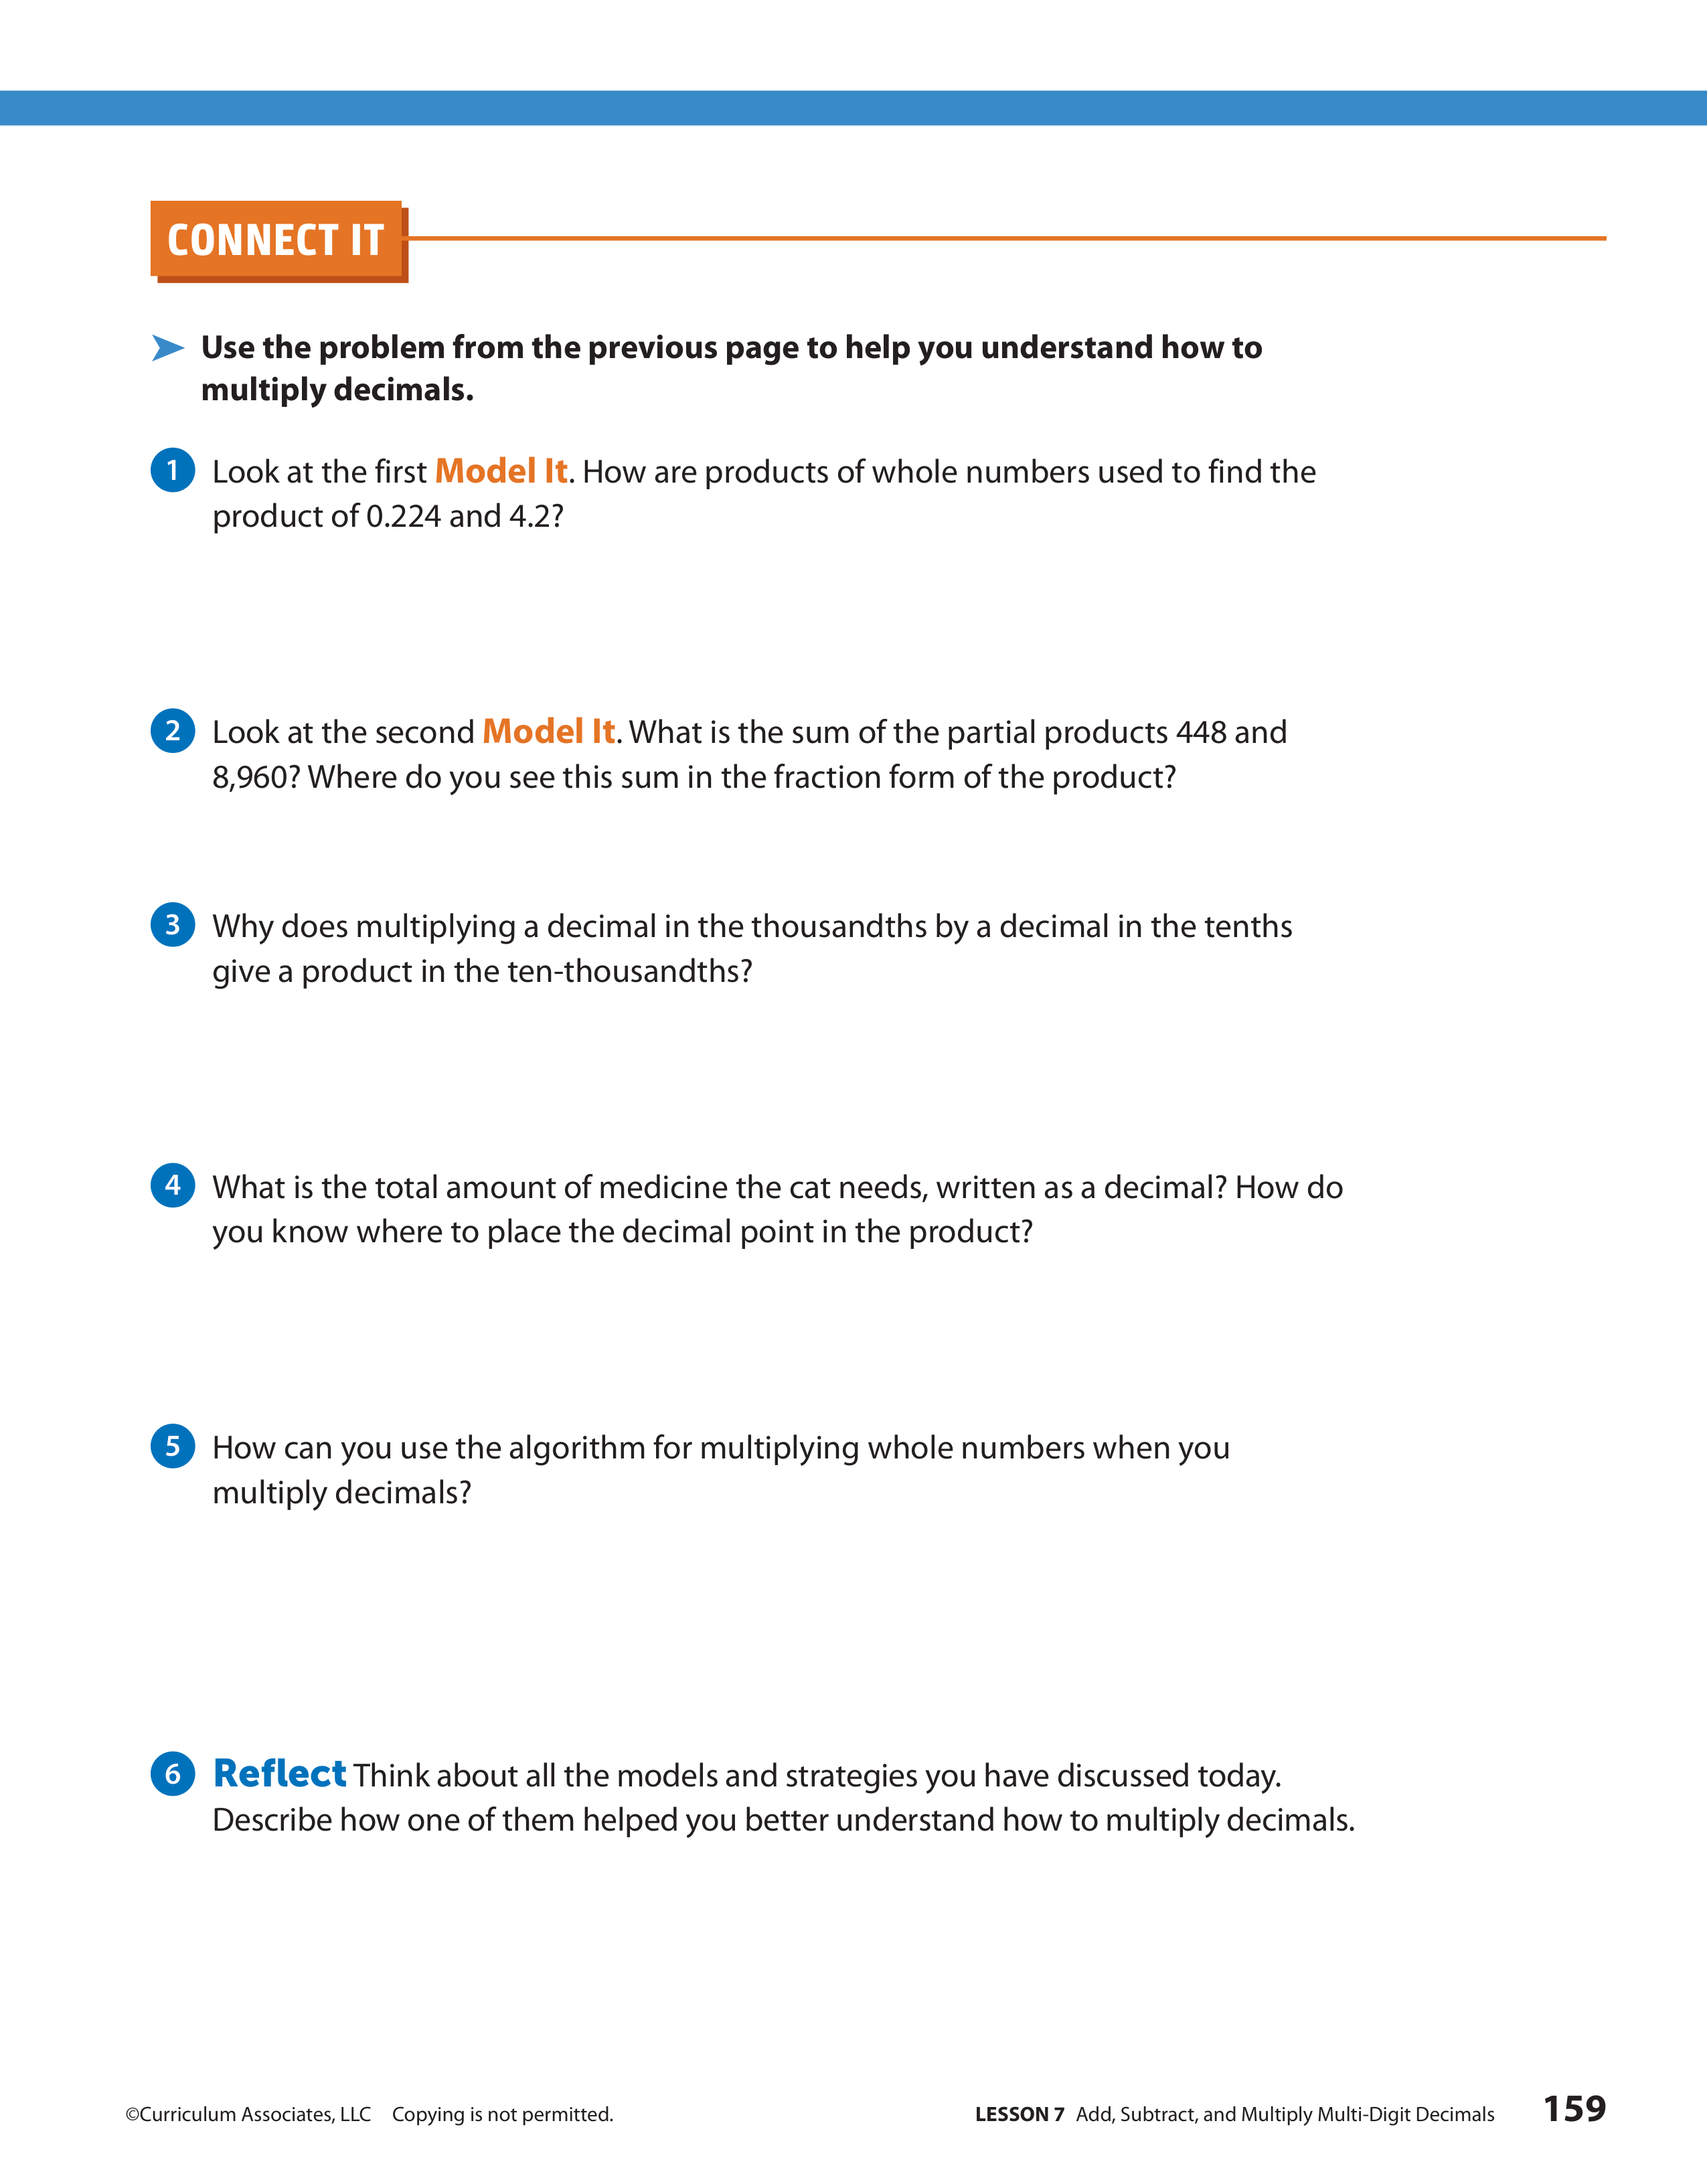 CONNECT IT
Use the problem from the previous page to help you understand how to
multiply decimals.
1 Look at the first Model It. How are products of whole numbers used to find the
product of 0.224 and 4.2?
2 Look at the second Model It. What is the sum of the partial products 448 and
8,960? Where do you see this sum in the fraction form of the product?
3 Why does multiplying a decimal in the thousandths by a decimal in the tenths
give a product in the ten-thousandths?
4 What is the total amount of medicine the cat needs, written as a decimal? How do
you know where to place the decimal point in the product?
5 How can you use the algorithm for multiplying whole numbers when you
multiply decimals?
6 Reflect Think about all the models and strategies you have discussed today.
Describe how one of them helped you better understand how to multiply decimals.
©Curriculum Associates, LLC Copying is not permitted.
LESSON 7 Add, Subtract, and Multiply Multi-Digit Decimals 159